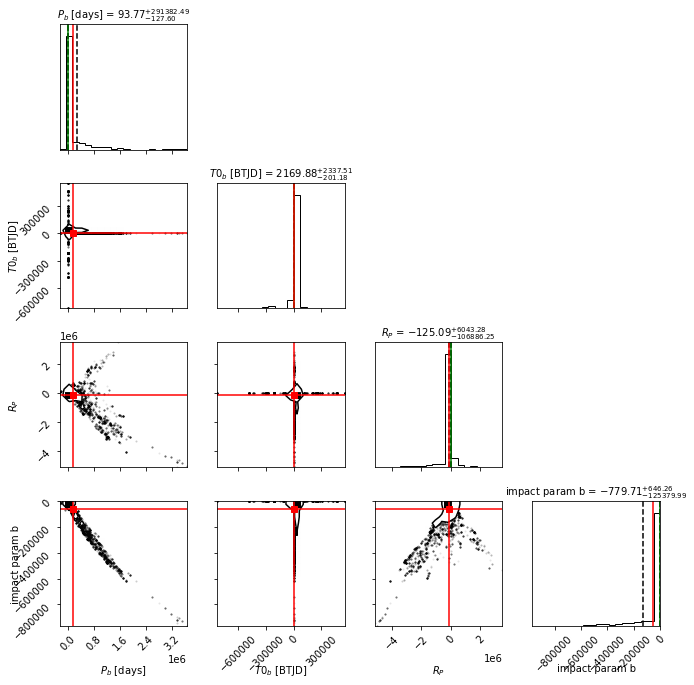 P_b [days] = 93.77^{+291382.49}_{-127.60}
T0_b [BTJD] = 2169.88^{+2337.51}_{-201.18}
T0_b [BTJD]
300000
0
−300000
−600000
R_P = −125.09^{+6043.28}_{-106886.25}
1e6
R_P
2
0
−2
−4
impact param b = −779.71^{+646.26}_{-125379.99}
impact param b
0
−200000
−400000
−600000
−800000
0.0 0.8 1.6 2.4 3.2
1e6
P_b [days]
−600000 −300000 0 300000
T0_b [BTJD]
−4 −2 0 2
1e6
R_P
−800000 −600000 −400000 −200000 0
impact param b